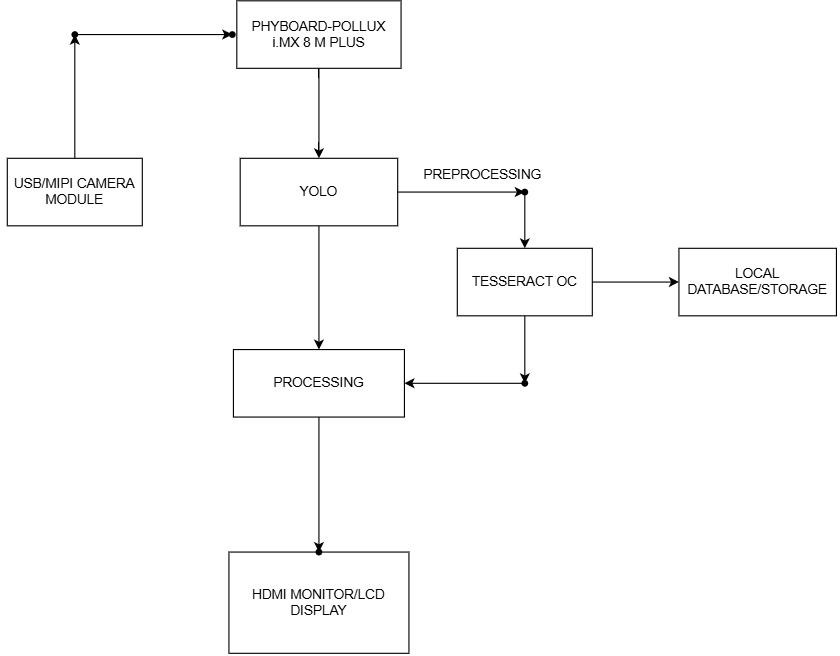 PHYBOARD-POLLUX
i.MX 8 M PLUS
USB/MIPI CAMERA
MODULE
YOLO
PREPROCESSING
TESSERACT OC
LOCAL
DATABASE/STORAGE
PROCESSING
HDMI MONITOR/LCD
DISPLAY